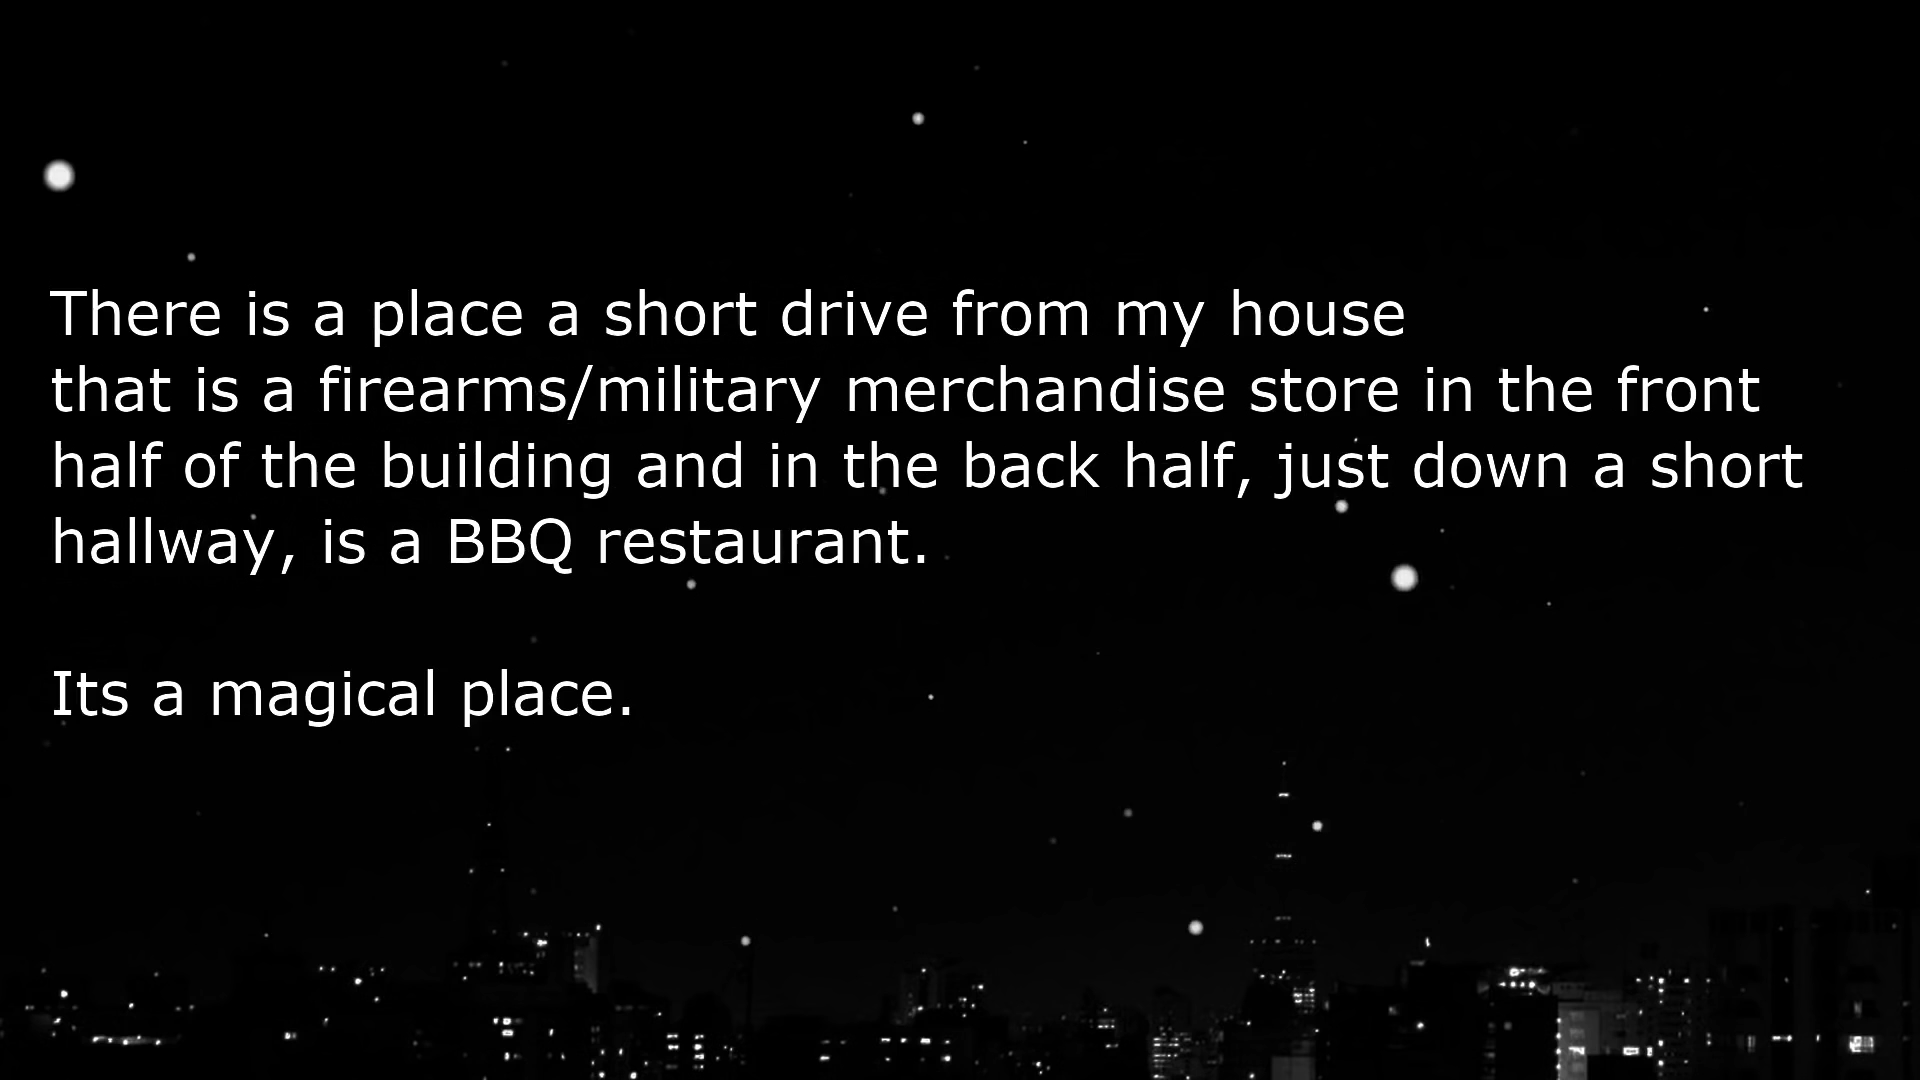 There is a place a short drive from my house
that is a firearms/military merchandise store in the front
half of the building and in the back half, just down a short
hallway, is a BBQ restaurant.
Its a magical place.